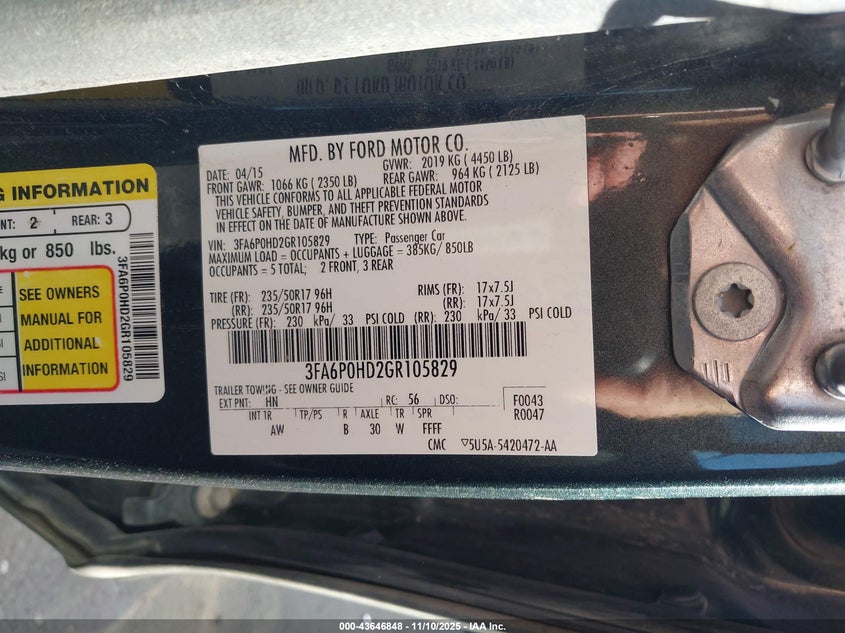 MFD. BY FORD MOTOR CO.
DATE: 04/15 GVWR: 2019 KG ( 4450 LB)
FRONT GAWR: 1066 KG ( 2350 LB) REAR GAWR: 964 KG ( 2125 LB)
THIS VEHICLE CONFORMS TO ALL APPLICABLE FEDERAL MOTOR
VEHICLE SAFETY, BUMPER, AND THEFT PREVENTION STANDARDS
IN EFFECT ON THE DATE OF MANUFACTURE SHOWN ABOVE.
VIN: 3FA6P0HD2GR105829 TYPE: Passenger Car
MAXIMUM LOAD = OCCUPANTS + LUGGAGE = 385KG/ 850LB
OCCUPANTS = 5 TOTAL; 2 FRONT, 3 REAR
TIRE (FR): 235/50R17 96H RIMS (FR): 17x7.5J
(RR): 235/50R17 96H (RR): 17x7.5J
PRESSURE (FR): 230 kPa/ 33 PSI COLD (RR): 230 kPa/ 33 PSI COLD
3FA6P0HD2GR105829
TRAILER TOWING - SEE OWNER GUIDE
EXT PNT: HN RC: 56 DSO: F0043
INT TR TP/PS R AXLE TR SPR R0047
AW B 30 W FFFF
CMC ▽5U5A-5420472-AA
INFORMATION
2 REAR: 3
kg or 850 lbs.
SEE OWNERS
MANUAL FOR
ADDITIONAL
INFORMATION
3FA6P0HD2GR105829
000-43646848 - 11/10/2025 - IAA Inc.